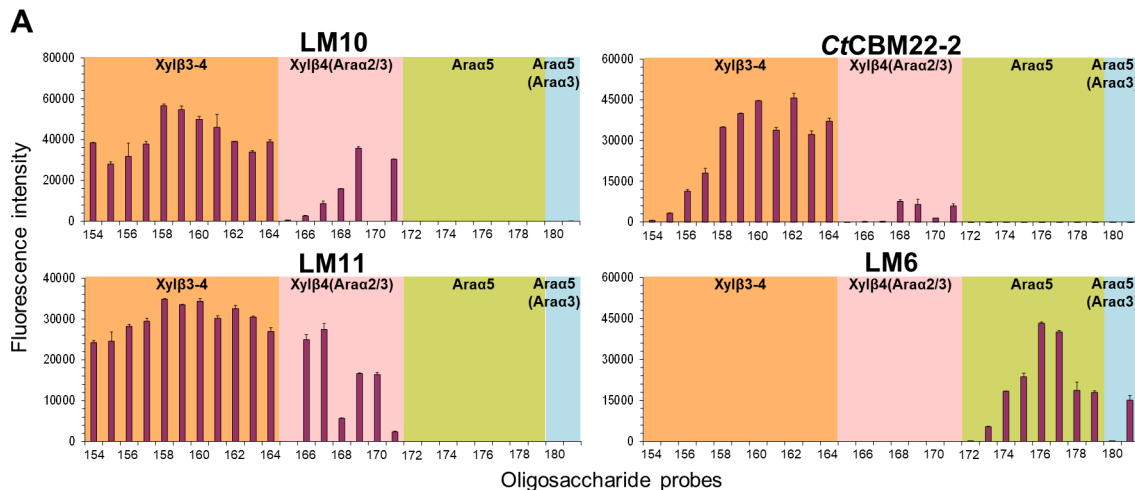 A
LM10
Xylβ3-4
Xylβ4(Araα2/3)
Araα5
Araα5
(Araα3)
80000
60000
40000
20000
0
154 156 158 160 162 164 166 168 170 172 174 176 178 180
CtCBM22-2
Xylβ3-4
Xylβ4(Araα2/3)
Araα5
Araα5
(Araα3)
60000
45000
30000
15000
0
154 156 158 160 162 164 166 168 170 172 174 176 178 180
LM11
Xylβ3-4
Xylβ4(Araα2/3)
Araα5
Araα5
(Araα3)
40000
30000
20000
10000
0
154 156 158 160 162 164 166 168 170 172 174 176 178 180
LM6
Xylβ3-4
Xylβ4(Araα2/3)
Araα5
Araα5
(Araα3
60000
45000
30000
15000
0
154 156 158 160 162 164 166 168 170 172 174 176 178 180
Fluorescence intensity
Oligosaccharide probes